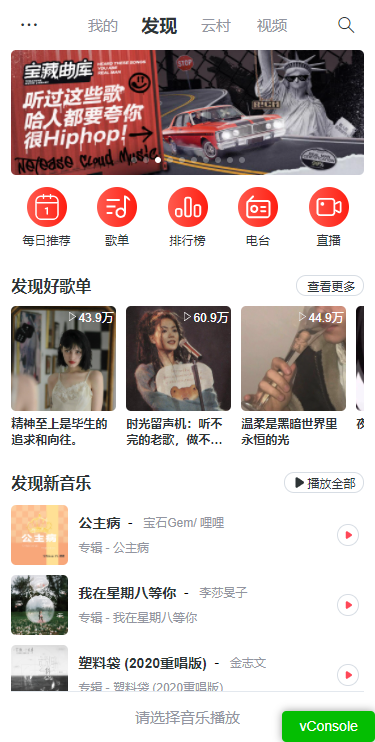 我的 发现 云村 视频
宝藏曲库
HEARD THESE SONGS
YOU MUST BE A
REAL MAN
听过这些歌
哈人都要夸你
很Hiphop!
NetEase Cloud Music
RICH
每日推荐 歌单 排行榜 电台 直播
发现好歌单 查看更多
43.9万 60.9万 44.9万
精神至上是毕生的
追求和向往。
时光留声机：听不
完的老歌，做不...
温柔是黑暗世界里
永恒的光
发现新音乐 播放全部
公主病
公主病 - 宝石Gem/ 哩哩
专辑 - 公主病
我在星期八等你 - 李莎旻子
专辑 - 我在星期八等你
塑料袋 (2020重唱版) - 金志文
专辑 - 塑料袋 (2020重唱版)
请选择音乐播放
vConsole